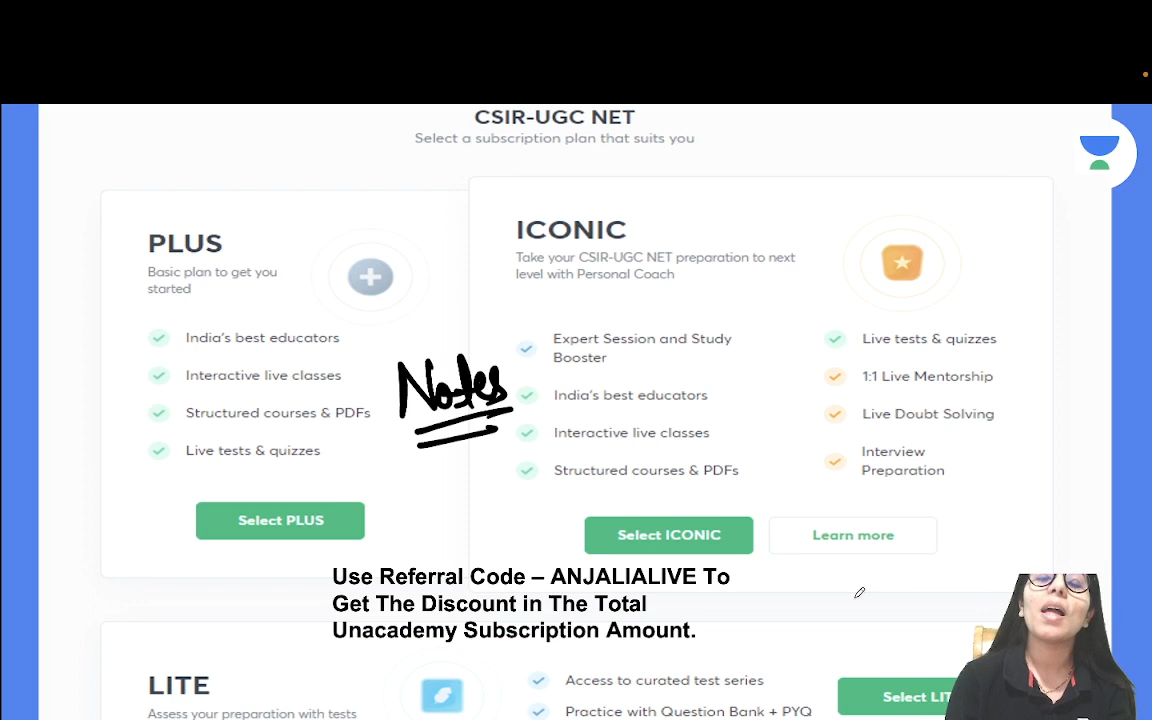 CSIR-UGC NET
Select a subscription plan that suits you
PLUS
Basic plan to get you
started
India's best educators
Interactive live classes
Structured courses & PDFs
Live tests & quizzes
Select PLUS
Notes
ICONIC
Take your CSIR-UGC NET preparation to next
level with Personal Coach
Expert Session and Study
Booster
India's best educators
Interactive live classes
Structured courses & PDFs
Live tests & quizzes
1:1 Live Mentorship
Live Doubt Solving
Interview
Preparation
Select ICONIC
Learn more
Use Referral Code – ANJALIALIVE To
Get The Discount in The Total
Unacademy Subscription Amount.
LITE
Assess your preparation with tests
Access to curated test series
Practice with Question Bank + PYQ
Select